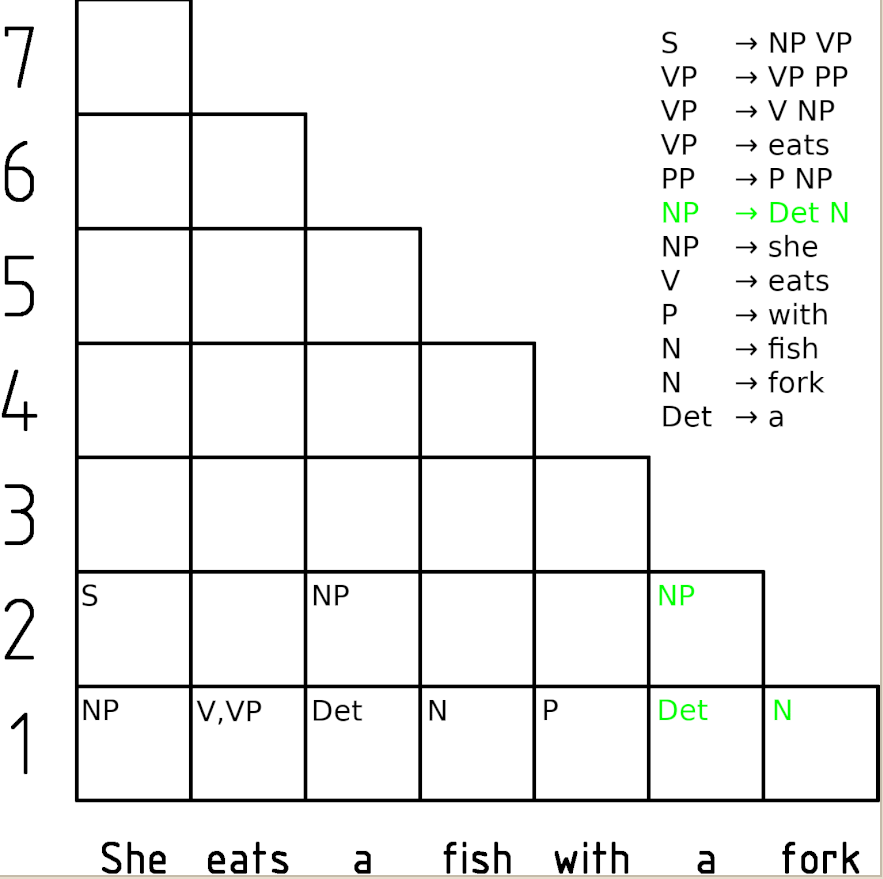 7
S → NP VP
VP → VP PP
VP → V NP
6
VP → eats
PP → P NP
NP → Det N
NP → she
5
V → eats
P → with
N → fish
4
N → fork
Det → a
3
2 S NP NP
1 NP V,VP Det N P Det N
She eats a fish with a fork